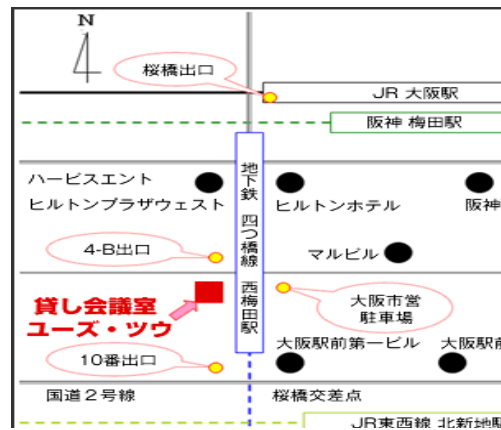 N
桜橋出口
JR 大阪駅
阪神 梅田駅
ハービスエント
ヒルトンプラザウェスト
地下鉄 四つ橋線 西梅田駅
ヒルトンホテル
阪神
4-B出口
マルビル
貸し会議室
ユーズ・ツウ
大阪市営
駐車場
大阪駅前第一ビル
大阪駅前
10番出口
国道2号線
桜橋交差点
JR東西線 北新地駅